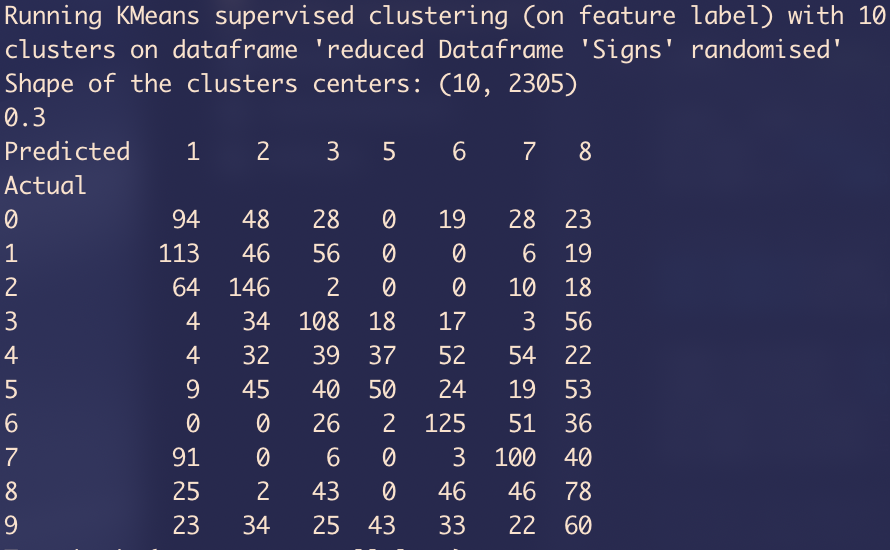 Running KMeans supervised clustering (on feature label) with 10
clusters on dataframe 'reduced Dataframe 'Signs' randomised'
Shape of the clusters centers: (10, 2305)
0.3
Predicted 1 2 3 5 6 7 8
Actual
0 94 48 28 0 19 28 23
1 113 46 56 0 0 6 19
2 64 146 2 0 0 10 18
3 4 34 108 18 17 3 56
4 4 32 39 37 52 54 22
5 9 45 40 50 24 19 53
6 0 0 26 2 125 51 36
7 91 0 6 0 3 100 40
8 25 2 43 0 46 46 78
9 23 34 25 43 33 22 60